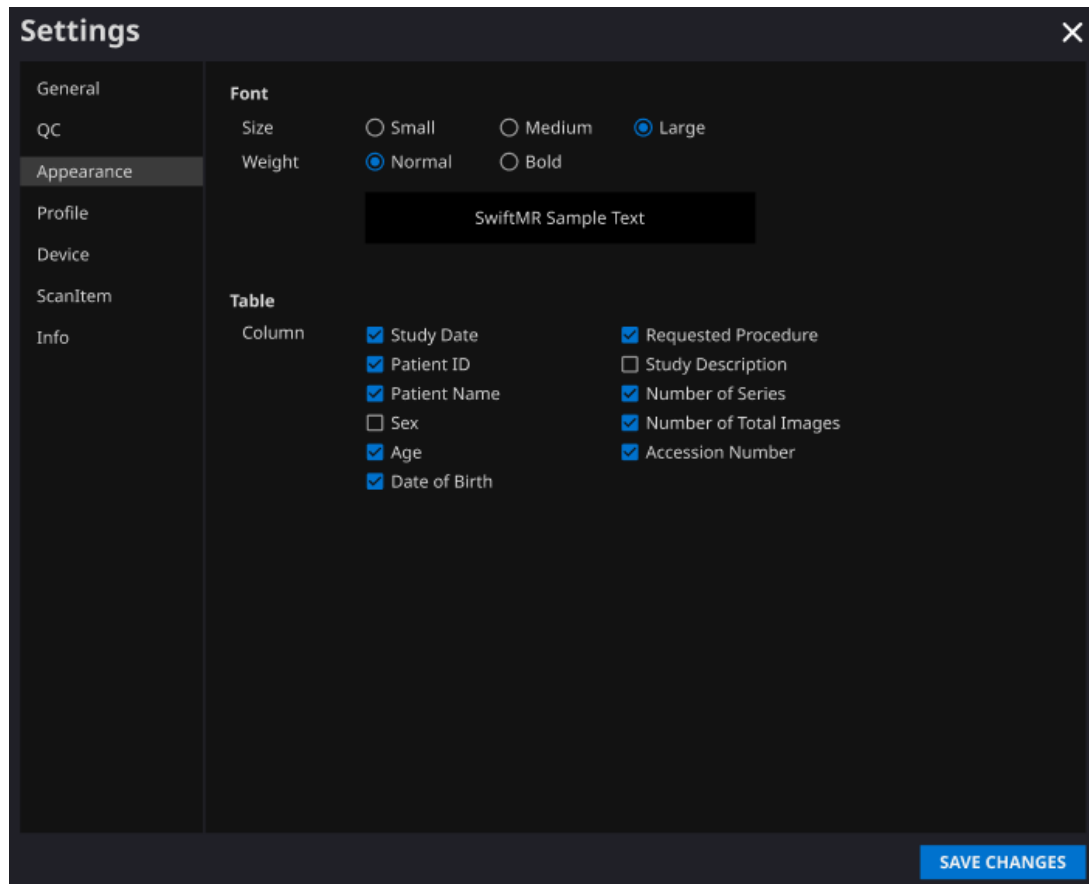 Settings
General
QC
Appearance
Profile
Device
ScanItem
Info
Font
Size Small Medium Large
Weight Normal Bold
SwiftMR Sample Text
Table
Column Study Date Requested Procedure
Patient ID Study Description
Patient Name Number of Series
Sex Number of Total Images
Age Accession Number
Date of Birth
SAVE CHANGES